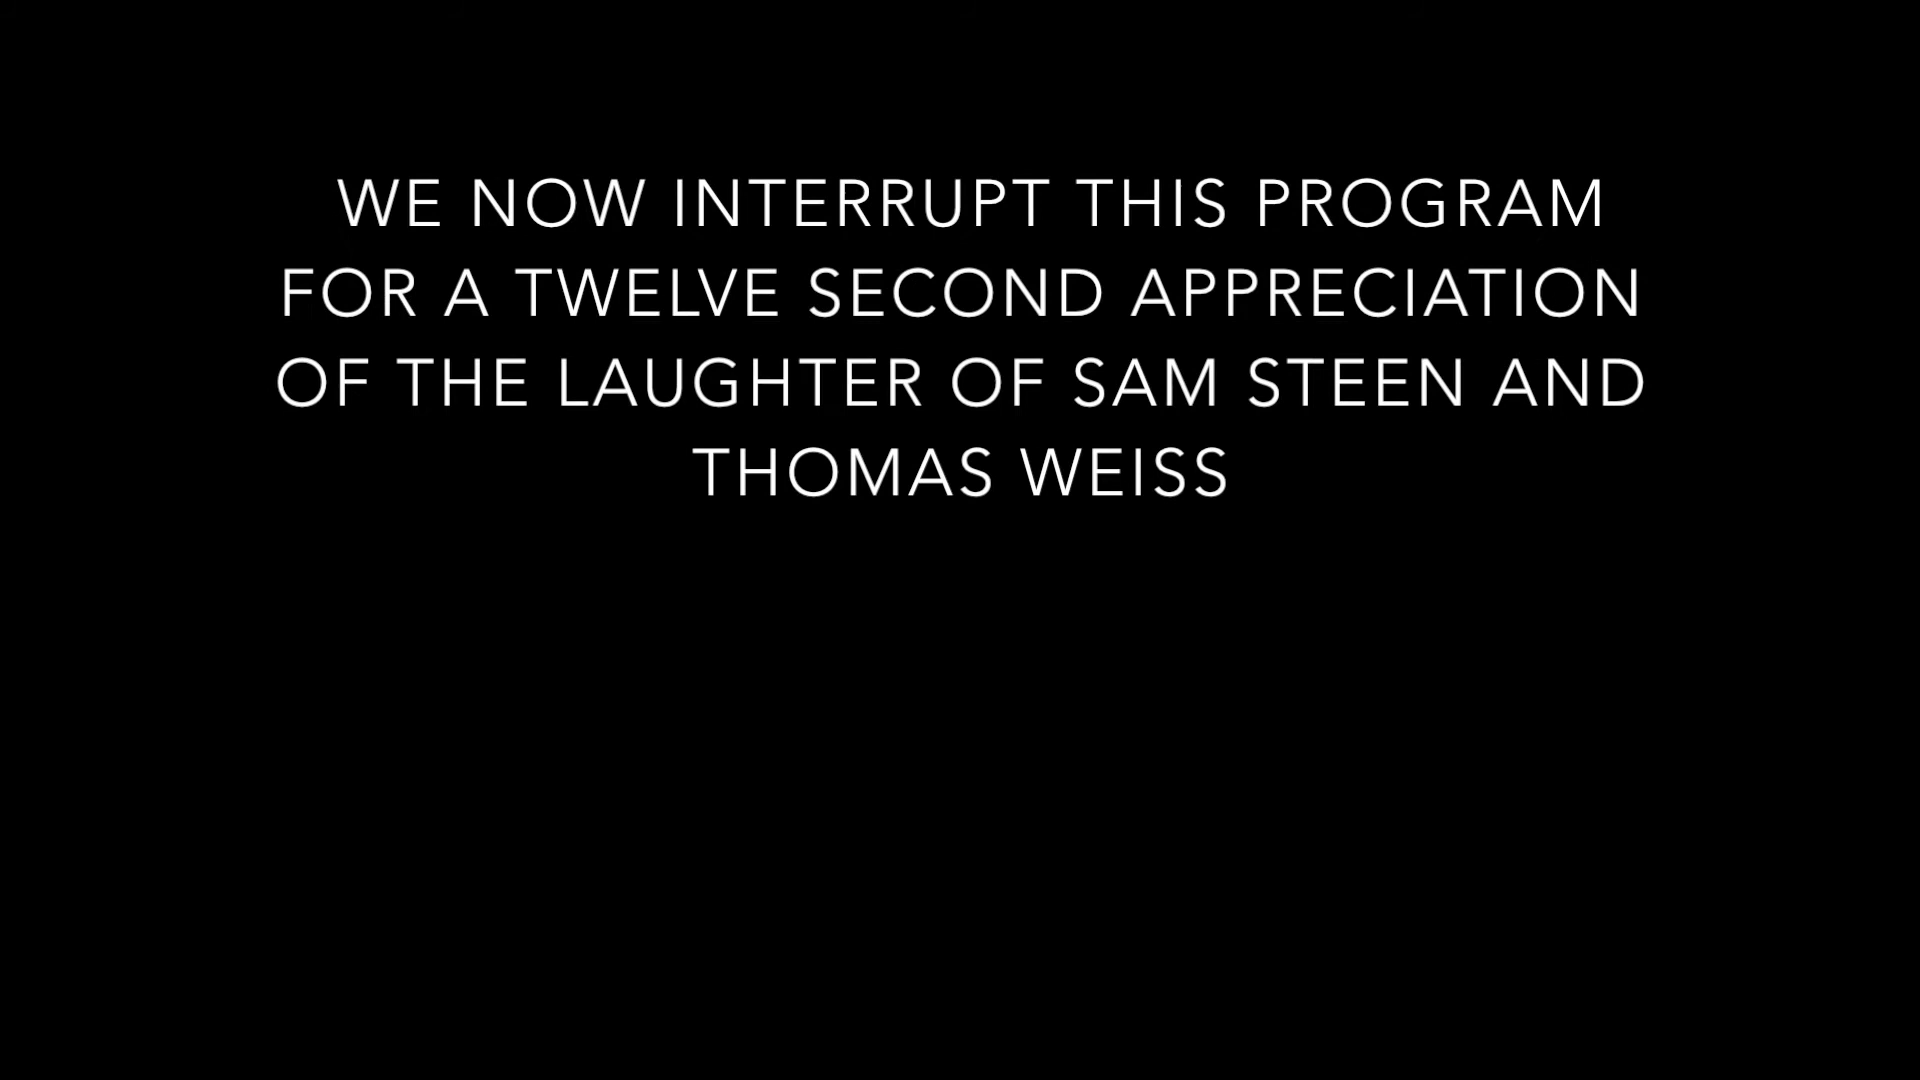 WE NOW INTERRUPT THIS PROGRAM
FOR A TWELVE SECOND APPRECIATION
OF THE LAUGHTER OF SAM STEEN AND
THOMAS WEISS